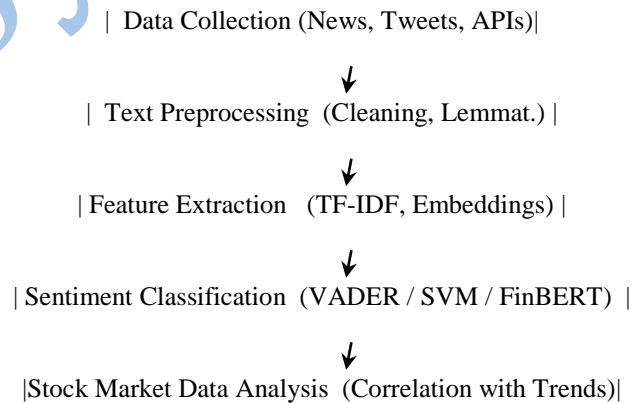 | Data Collection (News, Tweets, APIs)|
| Text Preprocessing (Cleaning, Lemmat.) |
| Feature Extraction (TF-IDF, Embeddings) |
| Sentiment Classification (VADER / SVM / FinBERT) |
|Stock Market Data Analysis (Correlation with Trends)|